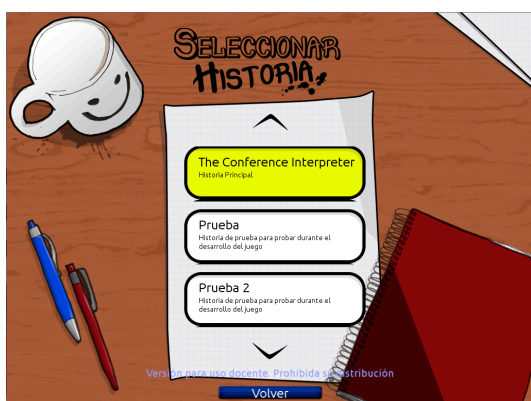 SELECCIONAR
HISTORIA
The Conference Interpreter
Historia Principal
Prueba
Historia de prueba para probar durante el
desarrollo del juego
Prueba 2
Historia de prueba para probar durante el
desarrollo del juego
Versión para uso docente. Prohibida su distribución
Volver